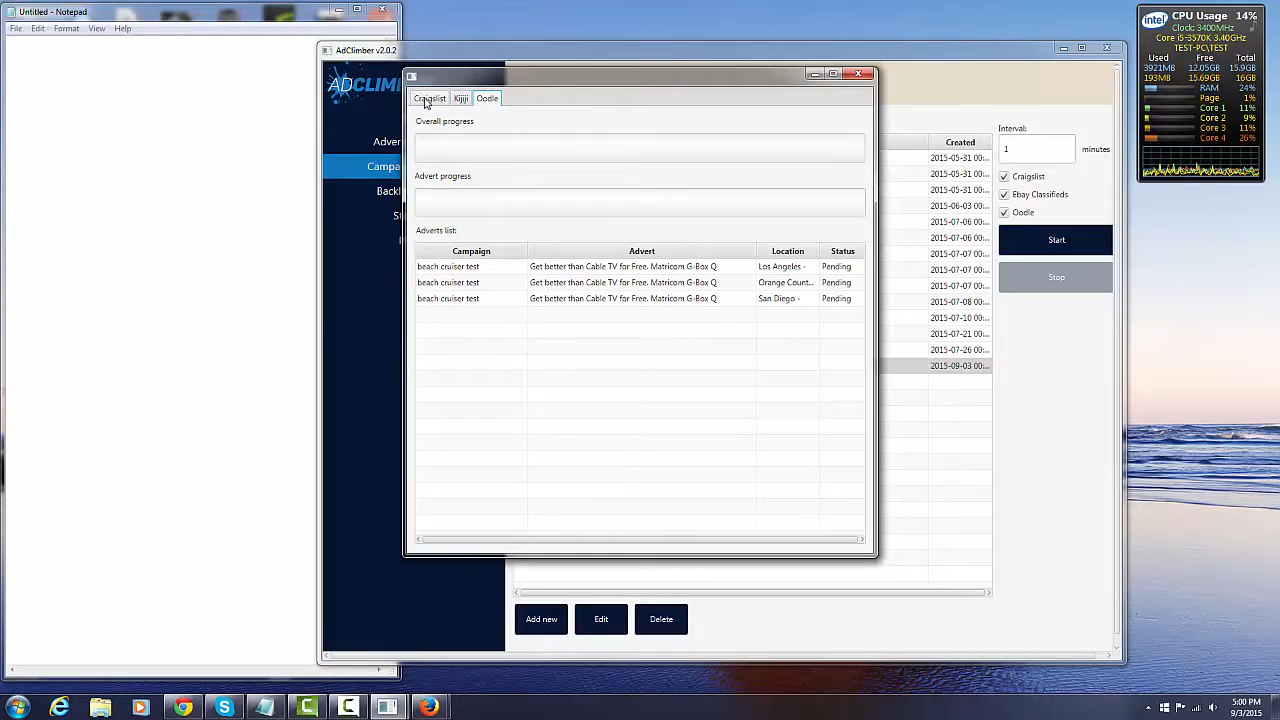 Untitled - Notepad
File Edit Format View Help
AdClimber v2.0.2
ADCLIM
Adver
Campa
Backl
St
Craigslist Kijiji Oodle
Overall progress
Advert progress
Adverts list:
Campaign Advert Location Status
beach cruiser test Get better than Cable TV for Free. Matricom G-Box Q Los Angeles - Pending
beach cruiser test Get better than Cable TV for Free. Matricom G-Box Q Orange Count... Pending
beach cruiser test Get better than Cable TV for Free. Matricom G-Box Q San Diego - Pending
Created
2015-05-31 00:..
2015-05-31 00:..
2015-05-31 00:..
2015-06-03 00:..
2015-07-06 00:..
2015-07-06 00:..
2015-07-07 00:..
2015-07-07 00:..
2015-07-07 00:..
2015-07-08 00:..
2015-07-10 00:..
2015-07-21 00:..
2015-07-26 00:..
2015-09-03 00:..
Interval:
1 minutes
Craigslist
Ebay Classifieds
Oodle
Start
Stop
Add new Edit Delete
intel CPU Usage 14%
Clock: 3400MHz
Core i5-3570K 3.40GHz
TEST-PC\TEST
Used Free Total
3921MB 12.05GB 15.9GB
193MB 15.69GB 16GB
RAM 24%
Page 1%
Core 1 11%
Core 2 9%
Core 3 11%
Core 4 26%
5:00 PM
9/3/2015